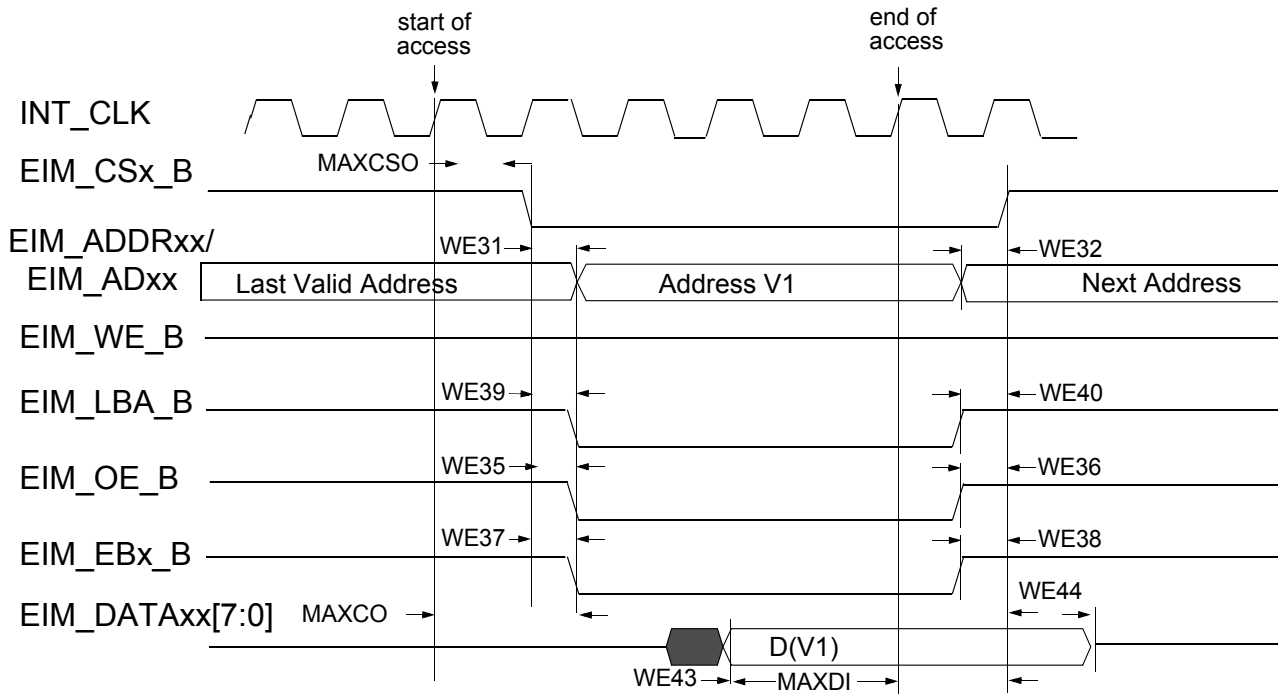 start of
access
end of
access
INT_CLK
MAXCSO
EIM_CSx_B
EIM_ADDRxx/
EIM_ADxx
WE31
WE32
Last Valid Address
Address V1
Next Address
EIM_WE_B
EIM_LBA_B
WE39
WE40
EIM_OE_B
WE35
WE36
EIM_EBx_B
WE37
WE38
EIM_DATAxx[7:0]
MAXCO
WE44
D(V1)
WE43
MAXDI